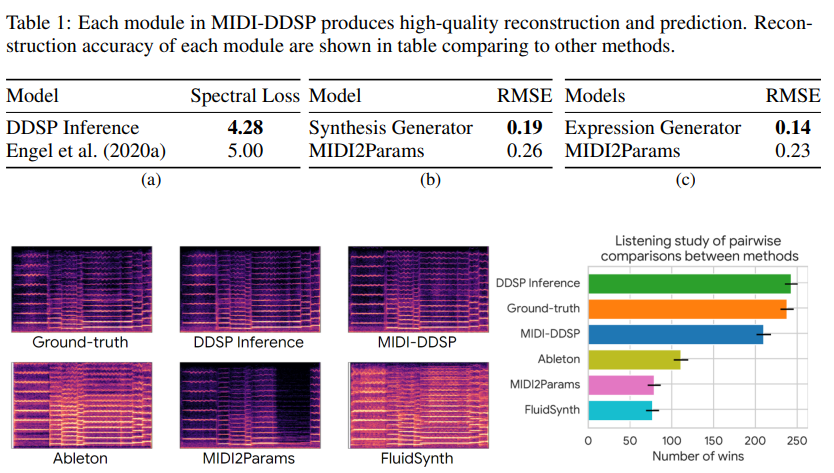 Table 1: Each module in MIDI-DDSP produces high-quality reconstruction and prediction. Recon-
struction accuracy of each module are shown in table comparing to other methods.
Model Spectral Loss
DDSP Inference 4.28
Engel et al. (2020a) 5.00
(a)
Model RMSE
Synthesis Generator 0.19
MIDI2Params 0.26
(b)
Models RMSE
Expression Generator 0.14
MIDI2Params 0.23
(c)
Ground-truth
DDSP Inference
MIDI-DDSP
Ableton
MIDI2Params
FluidSynth
Listening study of pairwise
comparisons between methods
DDSP Inference
Ground-truth
MIDI-DDSP
Ableton
MIDI2Params
FluidSynth
0 50 100 150 200 250
Number of wins